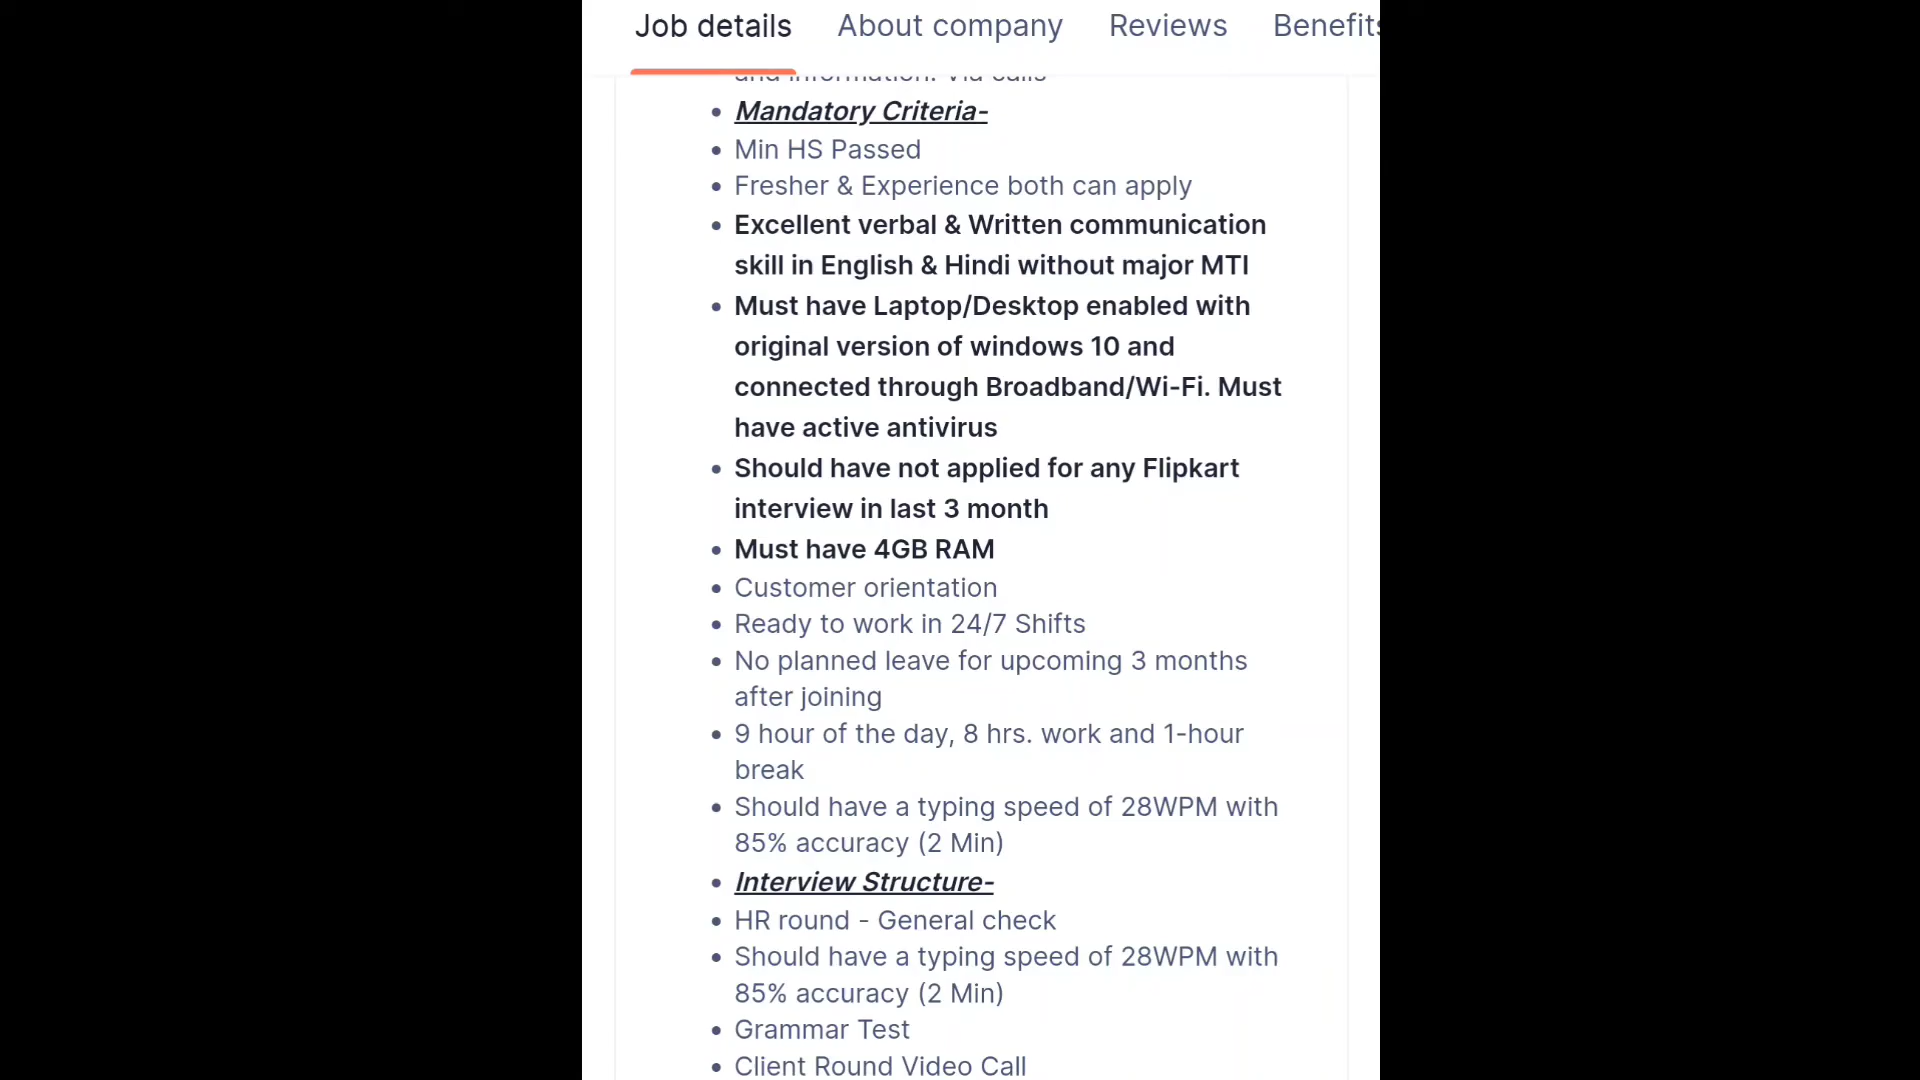 Job details About company Reviews Benefits
and information. Via calls
• Mandatory Criteria-
• Min HS Passed
• Fresher & Experience both can apply
• Excellent verbal & Written communication
skill in English & Hindi without major MTI
• Must have Laptop/Desktop enabled with
original version of windows 10 and
connected through Broadband/Wi-Fi. Must
have active antivirus
• Should have not applied for any Flipkart
interview in last 3 month
• Must have 4GB RAM
• Customer orientation
• Ready to work in 24/7 Shifts
• No planned leave for upcoming 3 months
after joining
• 9 hour of the day, 8 hrs. work and 1-hour
break
• Should have a typing speed of 28WPM with
85% accuracy (2 Min)
• Interview Structure-
• HR round - General check
• Should have a typing speed of 28WPM with
85% accuracy (2 Min)
• Grammar Test
• Client Round Video Call